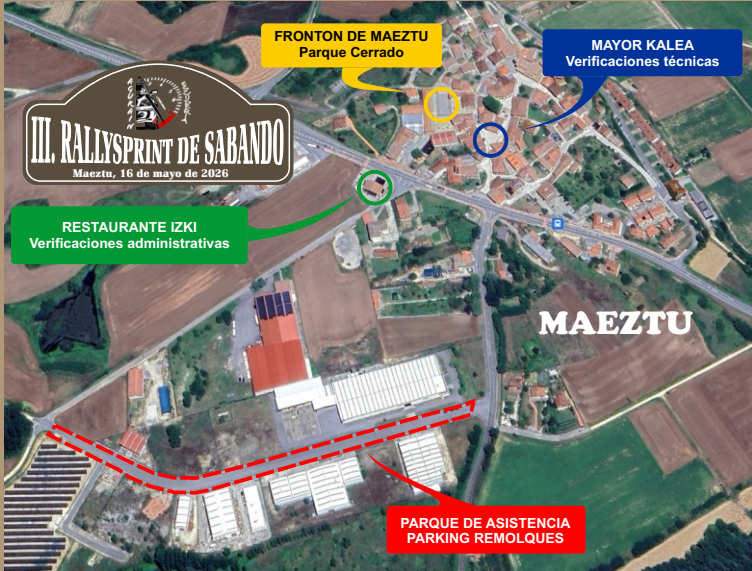 FRONTON DE MAEZTU
Parque Cerrado
MAYOR KALEA
Verificaciones técnicas
AGURAIN
III. RALLYSPRINT DE SABANDO
Maeztu, 16 de mayo de 2026
RESTAURANTE IZKI
Verificaciones administrativas
MAEZTU
PARQUE DE ASISTENCIA
PARKING REMOLQUES